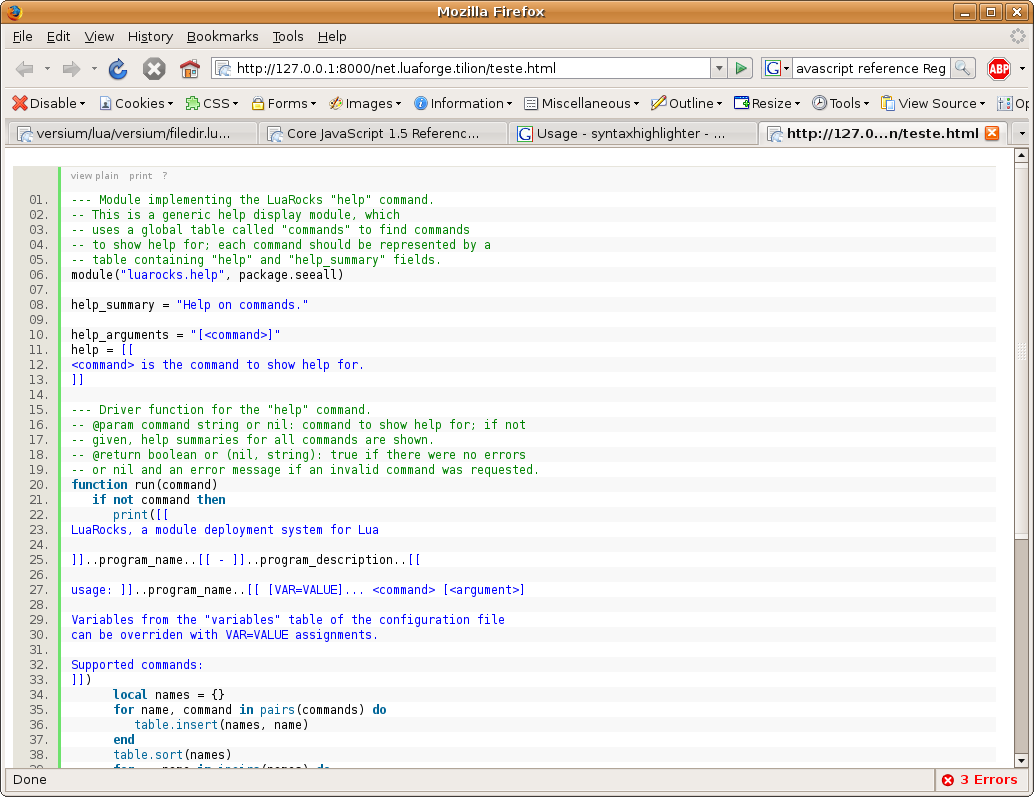 Mozilla Firefox
File Edit View History Bookmarks Tools Help
http://127.0.0.1:8000/net.luaforge.tilion/teste.html G avascript reference Reg ABP
Disable Cookies CSS Forms Images Information Miscellaneous Outline Resize Tools View Source Op
versium/lua/versium/filedir.lu... Core JavaScript 1.5 Referenc... G Usage - syntaxhighlighter - ... http://127.0...n/teste.html
view plain print ?
01. --- Module implementing the LuaRocks "help" command.
02. -- This is a generic help display module, which
03. -- uses a global table called "commands" to find commands
04. -- to show help for; each command should be represented by a
05. -- table containing "help" and "help_summary" fields.
06. module("luarocks.help", package.seeall)
07.
08. help_summary = "Help on commands."
09.
10. help_arguments = "[<command>]"
11. help = [[
12. <command> is the command to show help for.
13. ]]
14.
15. --- Driver function for the "help" command.
16. -- @param command string or nil: command to show help for; if not
17. -- given, help summaries for all commands are shown.
18. -- @return boolean or (nil, string): true if there were no errors
19. -- or nil and an error message if an invalid command was requested.
20. function run(command)
21.    if not command then
22.       print([[
23. LuaRocks, a module deployment system for Lua
24.
25. ]]..program_name..[[ - ]]..program_description..[[
26.
27. usage: ]]..program_name..[[ [VAR=VALUE]... <command> [<argument>]
28.
29. Variables from the "variables" table of the configuration file
30. can be overriden with VAR=VALUE assignments.
31.
32. Supported commands:
33. ]])
34.       local names = {}
35.       for name, command in pairs(commands) do
36.          table.insert(names, name)
37.       end
38.       table.sort(names)
Done 3 Errors